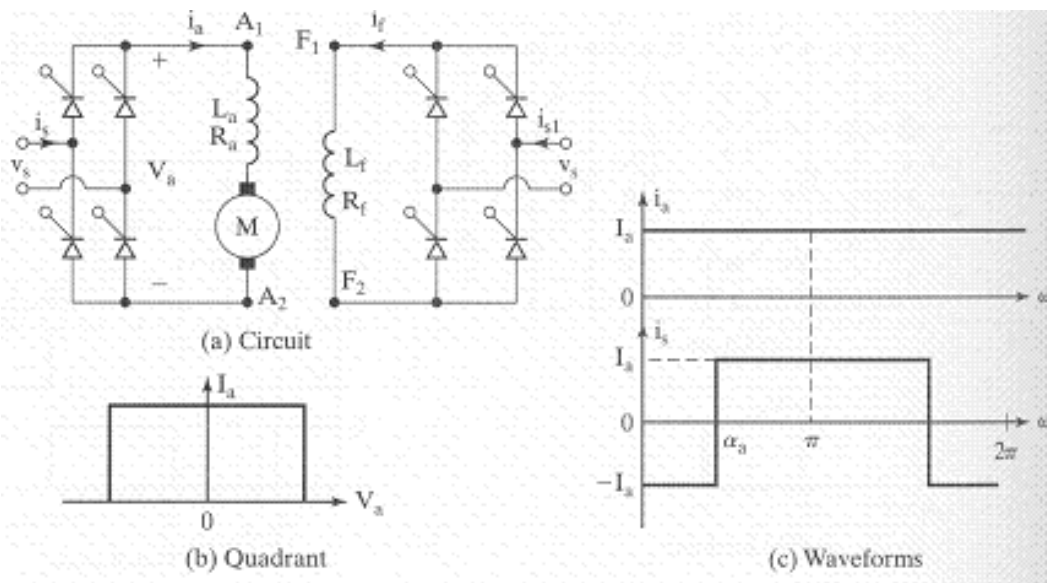 i_a A_1
F_1 i_f
+
L_a
R_a
i_s
v_s
V_a
L_f
R_f
i_s1
v_s
M
−
A_2
F_2
(a) Circuit
I_a
V_a
0
(b) Quadrant
i_a
I_a
0
i_s
I_a
0
α_a
π
2π
−I_a
(c) Waveforms